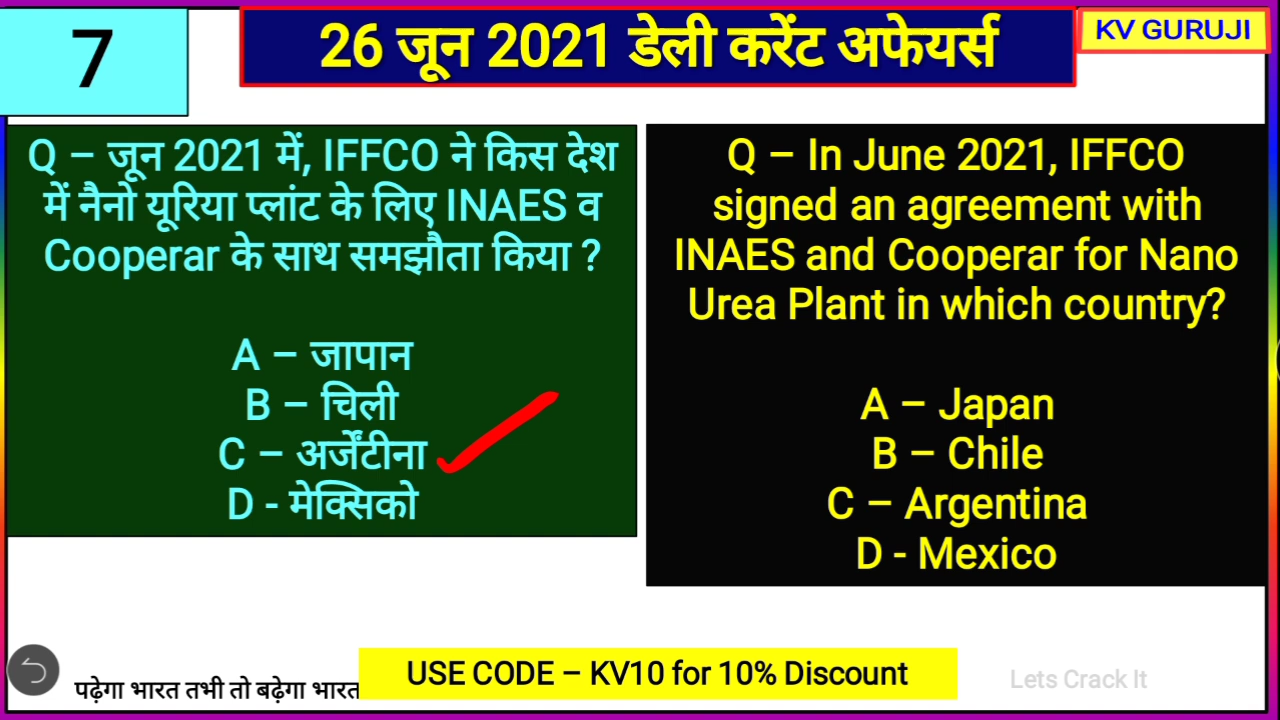 7
26 जून 2021 डेली करेंट अफेयर्स
KV GURUJI
Q – जून 2021 में, IFFCO ने किस देश
में नैनो यूरिया प्लांट के लिए INAES व
Cooperar के साथ समझौता किया ?
A – जापान
B – चिली
C – अर्जेंटीना
D - मेक्सिको
Q – In June 2021, IFFCO
signed an agreement with
INAES and Cooperar for Nano
Urea Plant in which country?
A – Japan
B – Chile
C – Argentina
D - Mexico
पढ़ेगा भारत तभी तो बढ़ेगा भारत
USE CODE – KV10 for 10% Discount
Lets Crack It